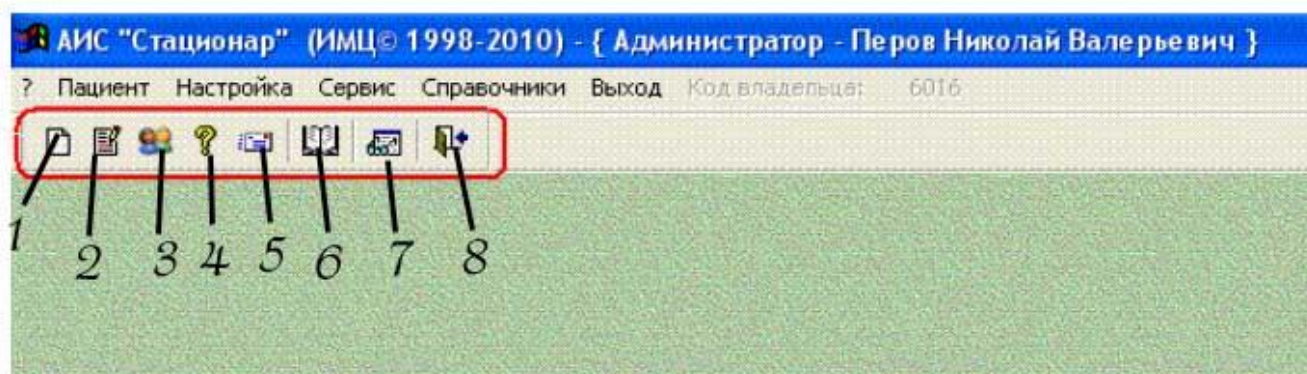 АИС "Стационар" (ИМЦ© 1998-2010) - { Администратор - Перов Николай Валерьевич }
? Пациент Настройка Сервис Справочники Выход Код владельца: 6016
1 2 3 4 5 6 7 8